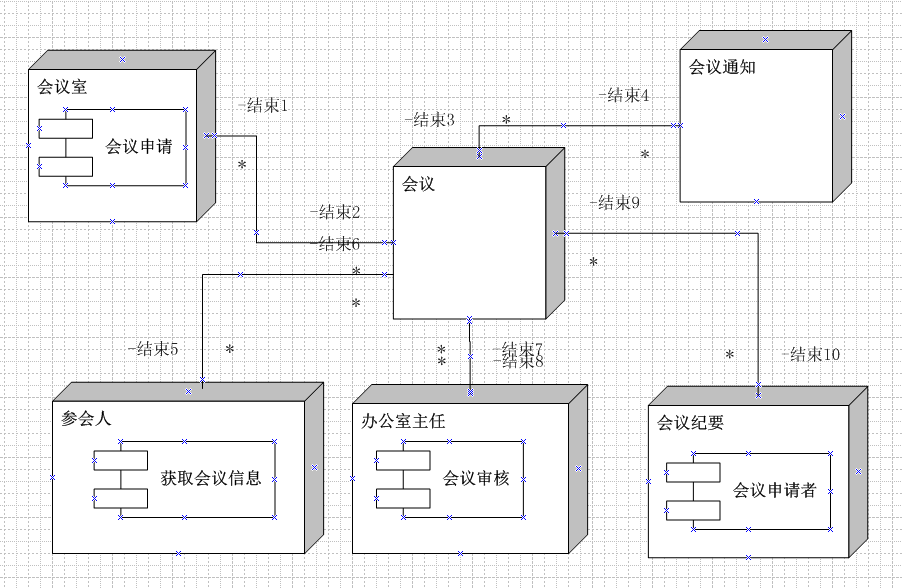 会议室
会议申请
-结束1
*
-结束3
*
-结束4
*
会议通知
会议
-结束2
-结束6
*
*
-结束9
*
-结束5
*
*
*
-结束7
-结束8
*
-结束10
参会人
获取会议信息
办公室主任
会议审核
会议纪要
会议申请者